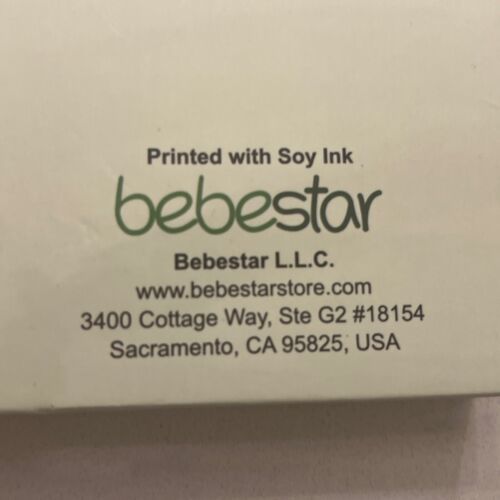 Printed with Soy Ink
bebestar
Bebestar L.L.C.
www.bebestarstore.com
3400 Cottage Way, Ste G2 #18154
Sacramento, CA 95825, USA